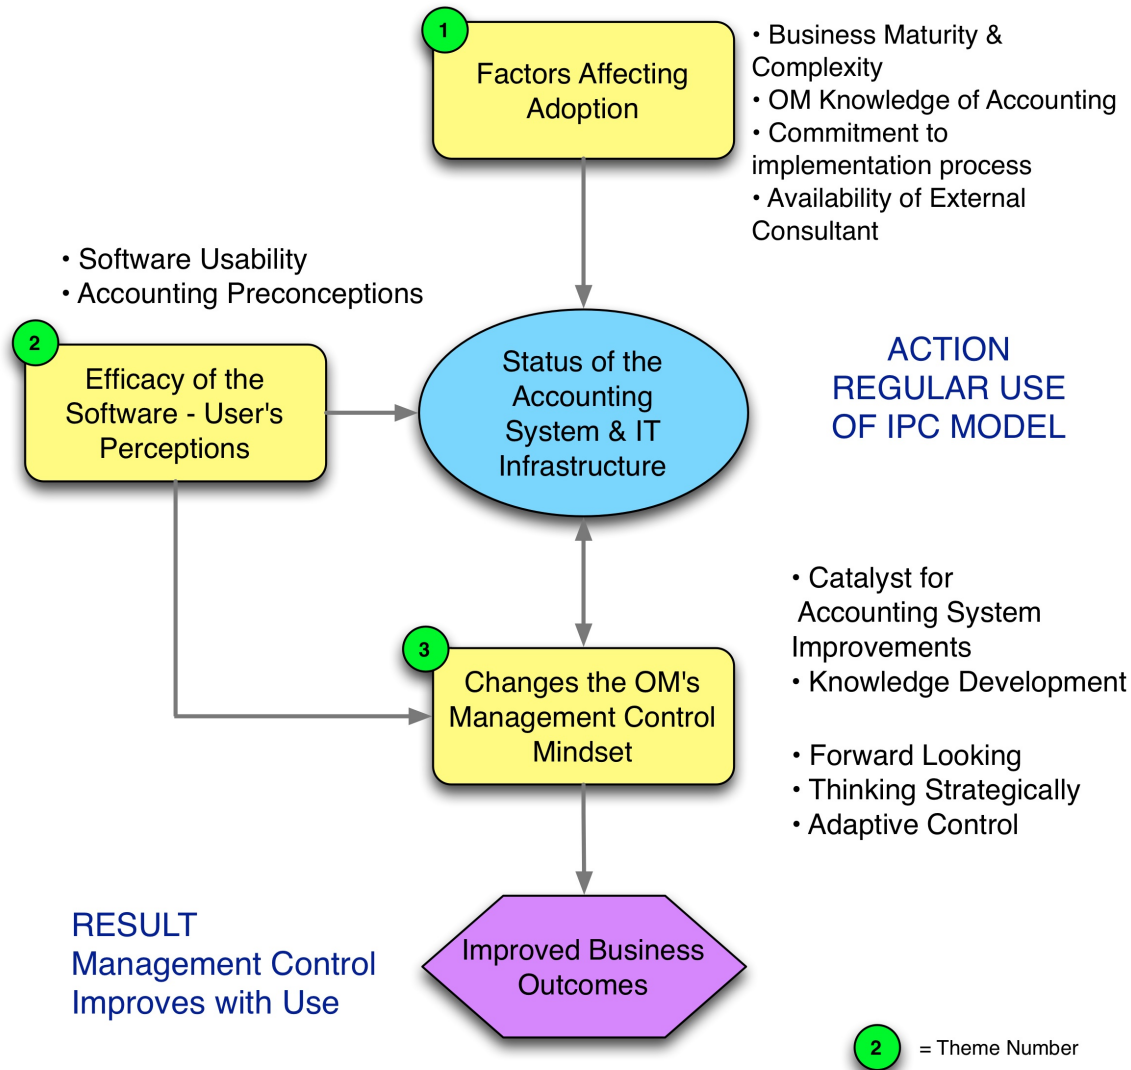 1
Factors Affecting
Adoption
• Business Maturity &
Complexity
• OM Knowledge of Accounting
• Commitment to
implementation process
• Availability of External
Consultant
• Software Usability
• Accounting Preconceptions
2
Efficacy of the
Software - User's
Perceptions
Status of the
Accounting
System & IT
Infrastructure
ACTION
REGULAR USE
OF IPC MODEL
• Catalyst for
Accounting System
Improvements
• Knowledge Development
3
Changes the OM's
Management Control
Mindset
• Forward Looking
• Thinking Strategically
• Adaptive Control
RESULT
Management Control
Improves with Use
Improved Business
Outcomes
2 = Theme Number